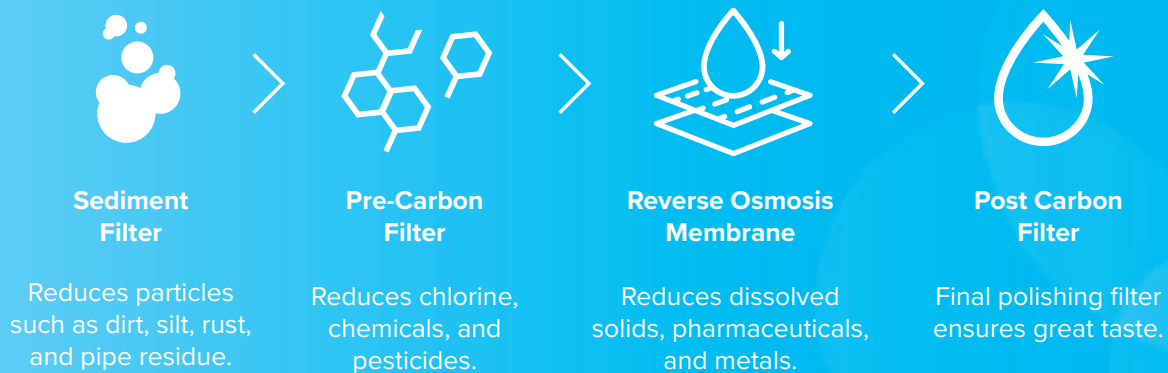 Sediment
Filter
Reduces particles
such as dirt, silt, rust,
and pipe residue.
Pre-Carbon
Filter
Reduces chlorine,
chemicals, and
pesticides.
Reverse Osmosis
Membrane
Reduces dissolved
solids, pharmaceuticals,
and metals.
Post Carbon
Filter
Final polishing filter
ensures great taste.